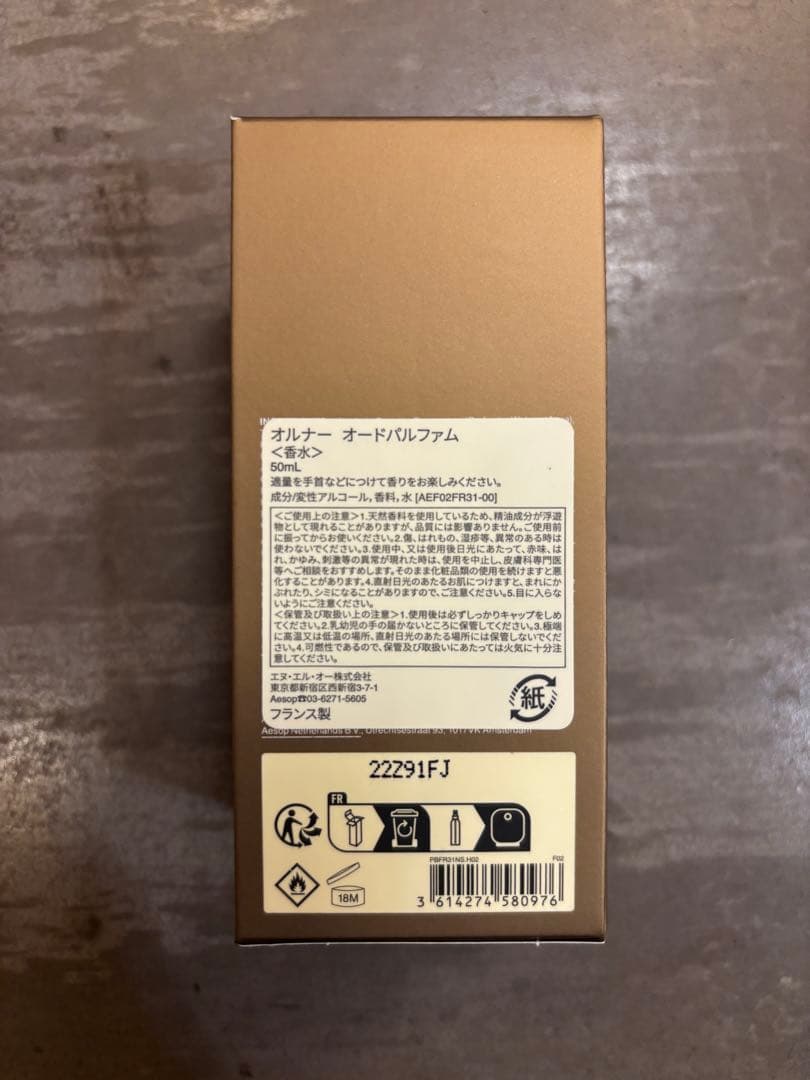 オルナー オードパルファム
＜香水＞
50mL
適量を手首などにつけて香りをお楽しみください。
成分/変性アルコール，香料，水 [AEF02FR31-00]
＜ご使用上の注意＞1.天然香料を使用しているため、精油成分が浮遊
物として現れることがありますが、品質には影響ありません。ご使用前
に振ってからお使いください。2.傷、はれもの、湿疹等、異常のある時は
使わないでください。3.使用中、又は使用後日光にあたって、赤味、は
れ、かゆみ、刺激等の異常が現れた時は、使用を中止し、皮膚科専門医
等へご相談をおすすめします。そのまま化粧品類の使用を続けますと悪
化することがあります。4.直射日光のあたるお肌につけますと、まれにか
ぶれたり、シミになることがありますので、ご注意ください。5.目に入らな
いようにご注意ください。
＜保管及び取扱い上の注意＞1.使用後は必ずしっかりキャップをしめ
てください。2.乳幼児の手の届かないところに保管してください。3.極端
に高温又は低温の場所、直射日光のあたる場所には保管しないでくだ
さい。4.可燃性であるので、保管及び取扱いにあたっては火気に十分注
意してください。
エヌ・エル・オー株式会社
東京都新宿区西新宿3-7-1
Aesop☎03-6271-5605
フランス製
紙
Aesop Netherlands B.V., Utrechtsestraat 93, 1017VK Amsterdam
22Z91FJ
FR
PBFR31NS.H02 F02
18M
3 614274 580976